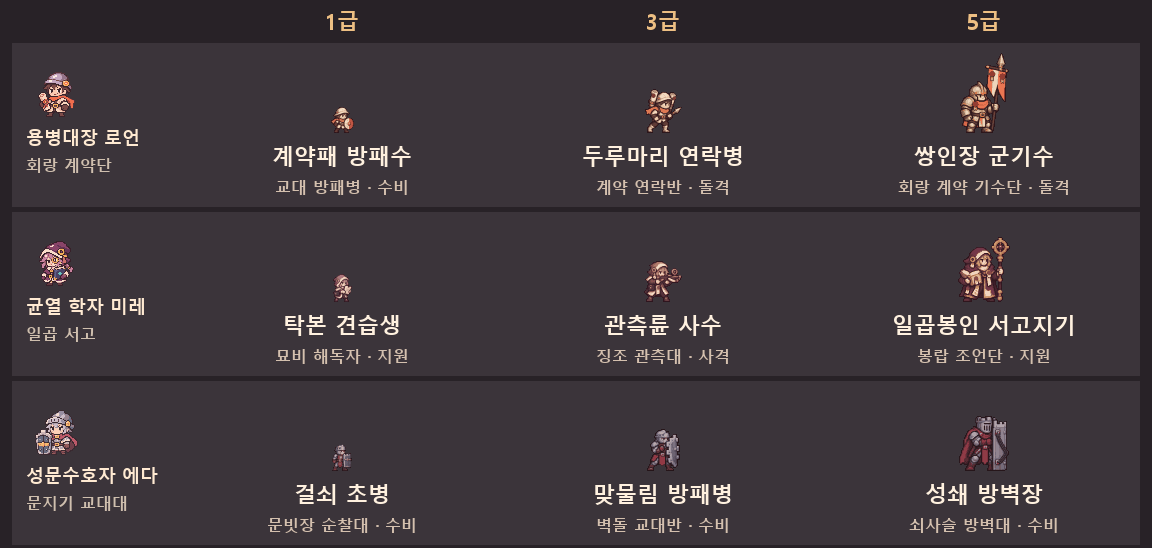 1급 3급 5급
용병대장 로언
회랑 계약단
계약패 방패수
교대 방패병 · 수비
두루마리 연락병
계약 연락반 · 돌격
쌍인장 군기수
회랑 계약 기수단 · 돌격
균열 학자 미레
일곱 서고
탁본 견습생
묘비 해독자 · 지원
관측륜 사수
징조 관측대 · 사격
일곱봉인 서고지기
봉랍 조언단 · 지원
성문수호자 에다
문지기 교대대
걸쇠 초병
문빗장 순찰대 · 수비
맞물림 방패병
벽돌 교대반 · 수비
성쇄 방벽장
쇠사슬 방벽대 · 수비